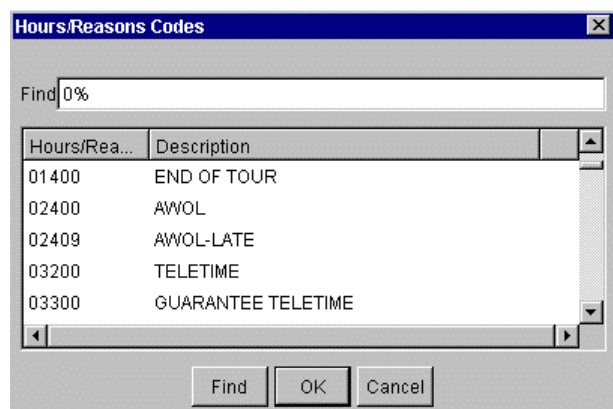 Hours/Reasons Codes
Find 0%
Hours/Rea... Description
01400 END OF TOUR
02400 AWOL
02409 AWOL-LATE
03200 TELETIME
03300 GUARANTEE TELETIME
Find OK Cancel